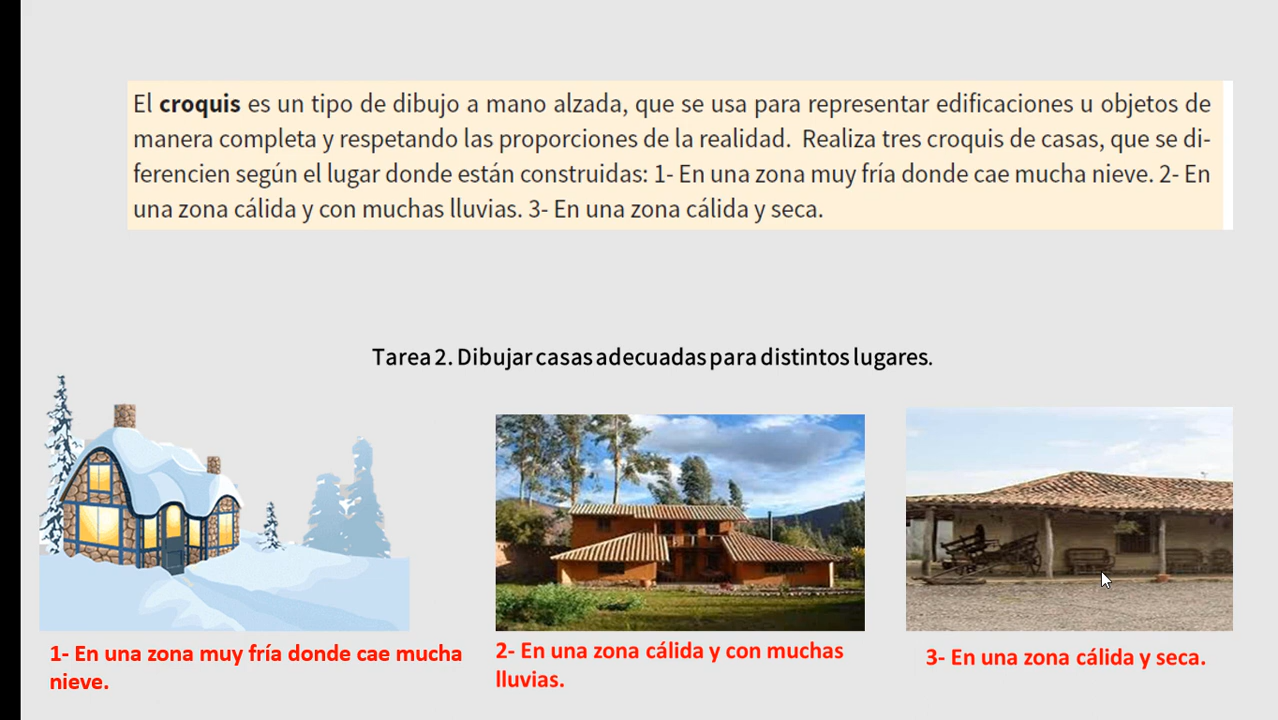 El croquis es un tipo de dibujo a mano alzada, que se usa para representar edificaciones u objetos de
manera completa y respetando las proporciones de la realidad. Realiza tres croquis de casas, que se di-
ferencien según el lugar donde están construidas: 1- En una zona muy fría donde cae mucha nieve. 2- En
una zona cálida y con muchas lluvias. 3- En una zona cálida y seca.
Tarea 2. Dibujar casas adecuadas para distintos lugares.
1- En una zona muy fría donde cae mucha
nieve.
2- En una zona cálida y con muchas
lluvias.
3- En una zona cálida y seca.